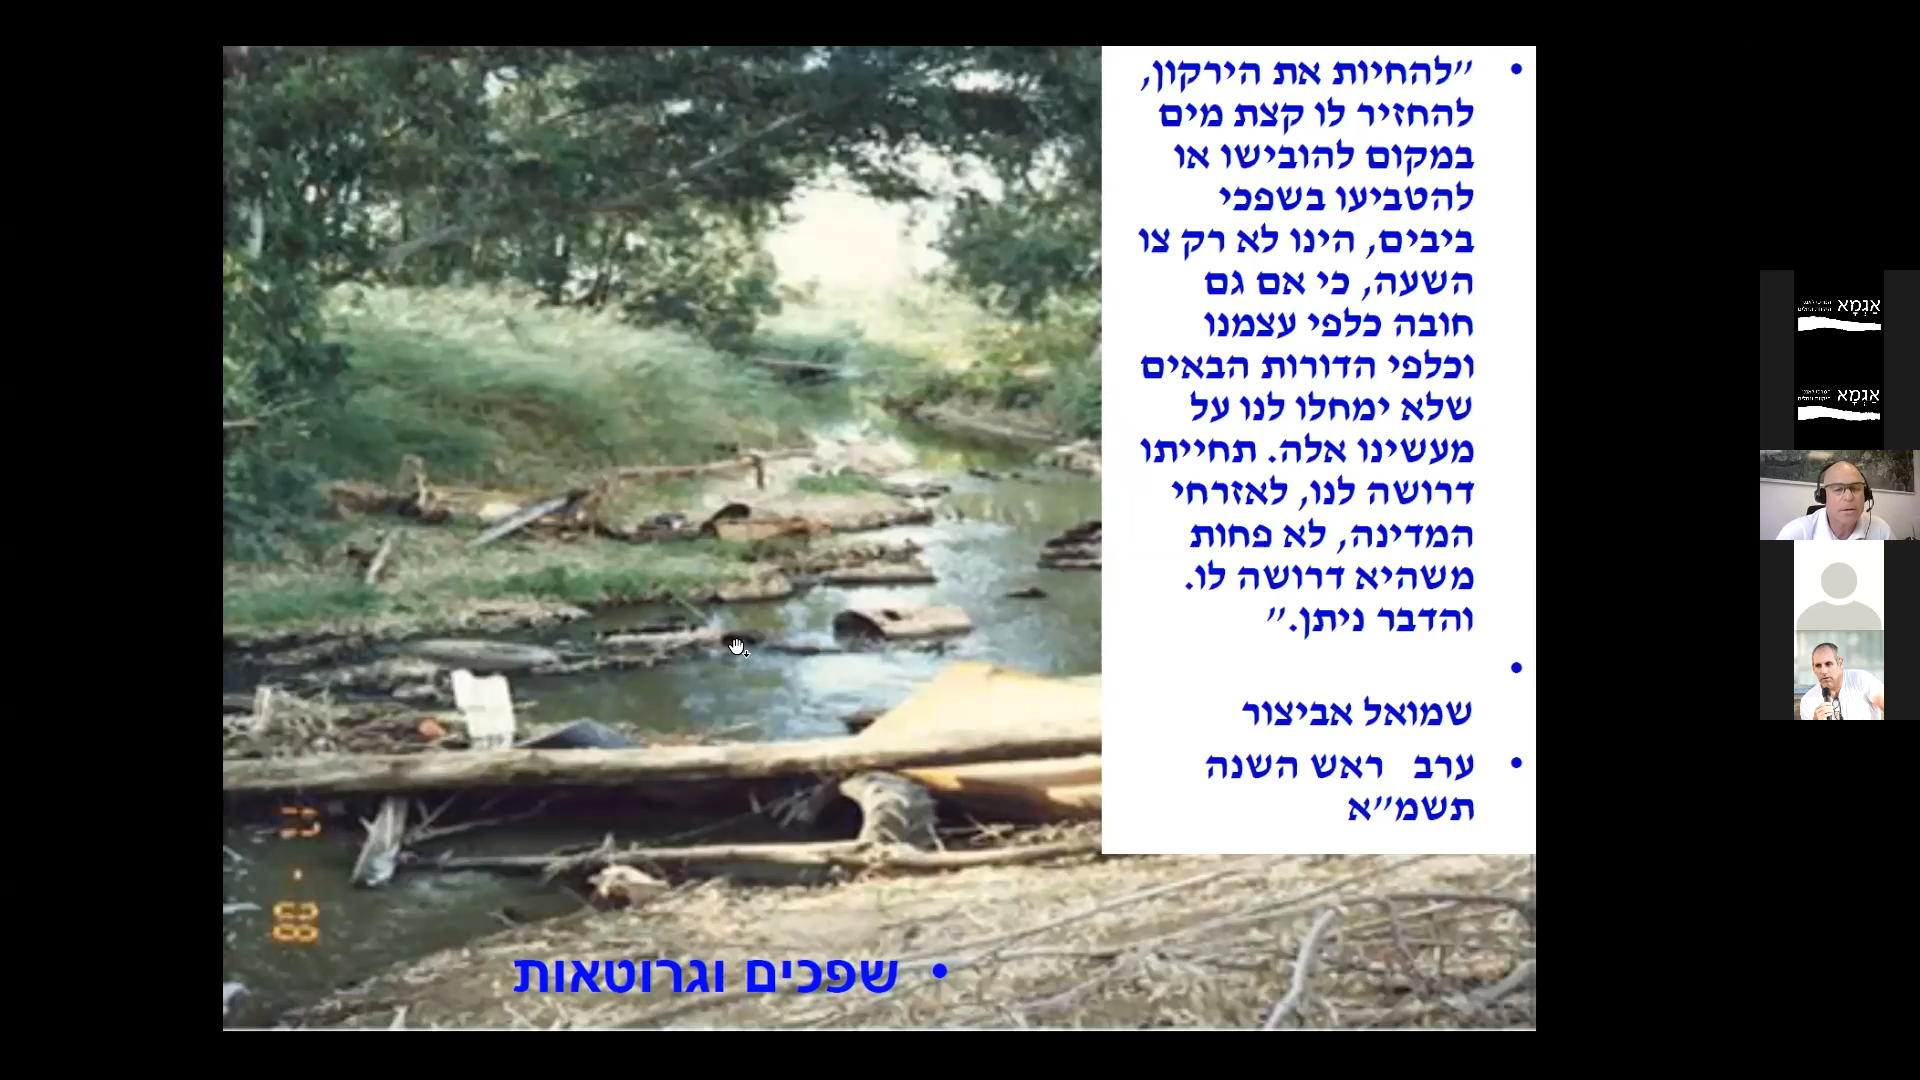 ״להחיות את הירקון,
להחזיר לו קצת מים
במקום להובישו או
להטביעו בשפכי
ביבים, הינו לא רק צו
השעה, כי אם גם
חובה כלפי עצמנו
וכלפי הדורות הבאים
שלא ימחלו לנו על
מעשינו אלה. תחייתו
דרושה לנו, לאזרחי
המדינה, לא פחות
משהיא דרושה לו.
והדבר ניתן.״
שמואל אביצור
ערב ראש השנה
תשמ״א
שפכים וגרוטאות
אַגְמָא
אַגְמָא